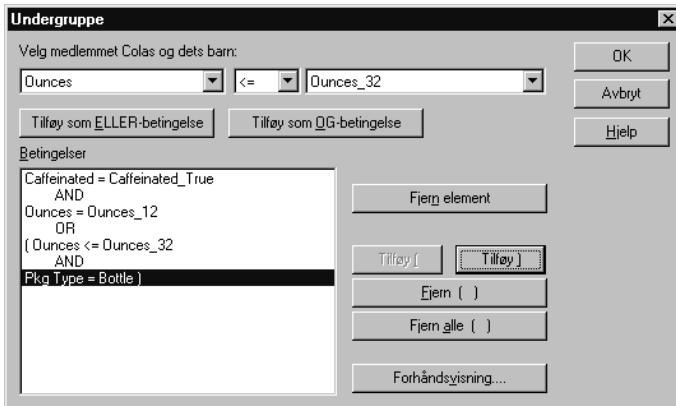 Undergruppe
Velg medlemmet Colas og dets barn:
Ounces <= Ounces_32
OK
Avbryt
Hjelp
Tilføy som ELLER-betingelse Tilføy som OG-betingelse
Betingelser
Caffeinated = Caffeinated_True
AND
Ounces = Ounces_12
OR
( Ounces <= Ounces_32
AND
Pkg Type = Bottle )
Fjern element
Tilføy ( Tilføy )
Fjern ( )
Fjern alle ( )
Forhåndsvisning....